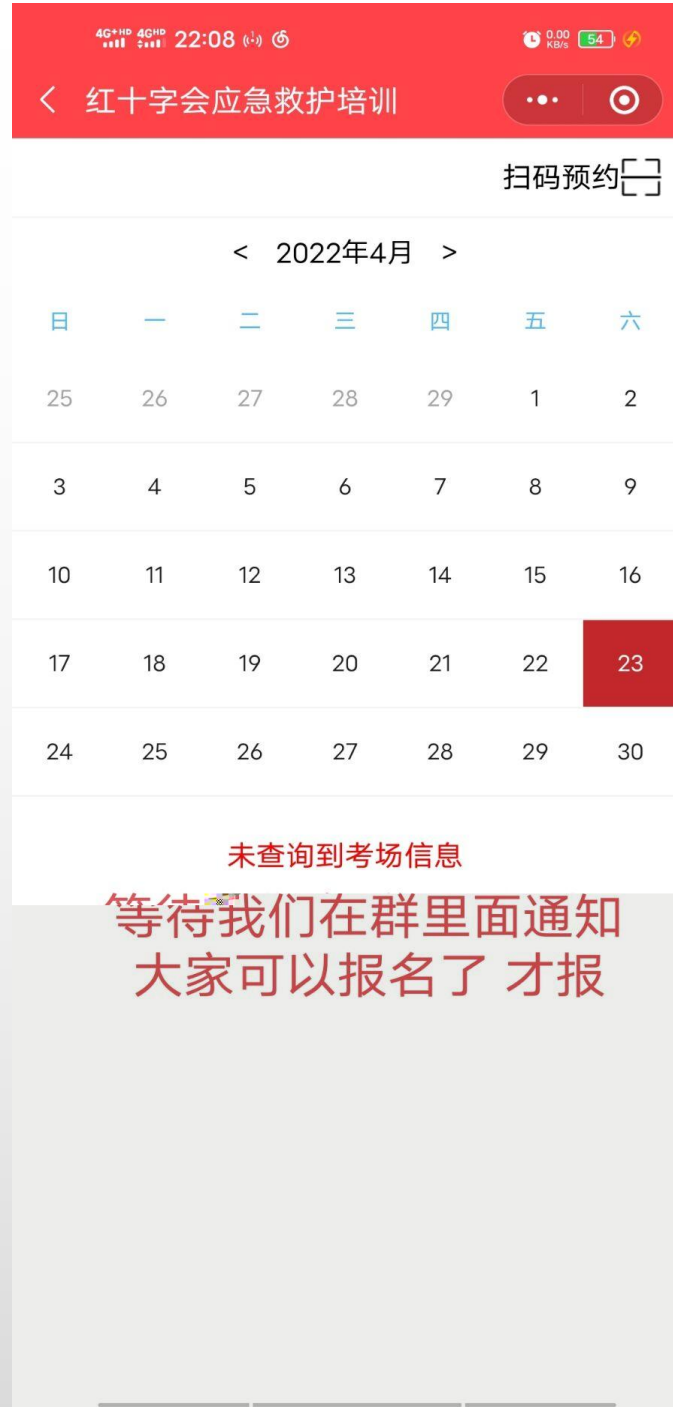 4G+HD 4GHD 22:08 0.00 KB/s 54
红十字会应急救护培训
扫码预约
< 2022年4月 >
日 一 二 三 四 五 六
25 26 27 28 29 1 2
3 4 5 6 7 8 9
10 11 12 13 14 15 16
17 18 19 20 21 22 23
24 25 26 27 28 29 30
未查询到考场信息
等待我们在群里面通知
大家可以报名了 才报